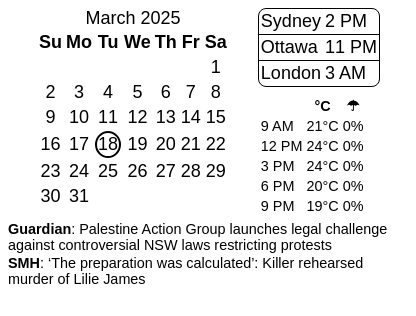 March 2025
Su Mo Tu We Th Fr Sa
1
2 3 4 5 6 7 8
9 10 11 12 13 14 15
16 17 18 19 20 21 22
23 24 25 26 27 28 29
30 31
Sydney 2 PM
Ottawa 11 PM
London 3 AM
°C ☂
9 AM 21°C 0%
12 PM 24°C 0%
3 PM 24°C 0%
6 PM 20°C 0%
9 PM 19°C 0%
Guardian: Palestine Action Group launches legal challenge
against controversial NSW laws restricting protests
SMH: ‘The preparation was calculated’: Killer rehearsed
murder of Lilie James